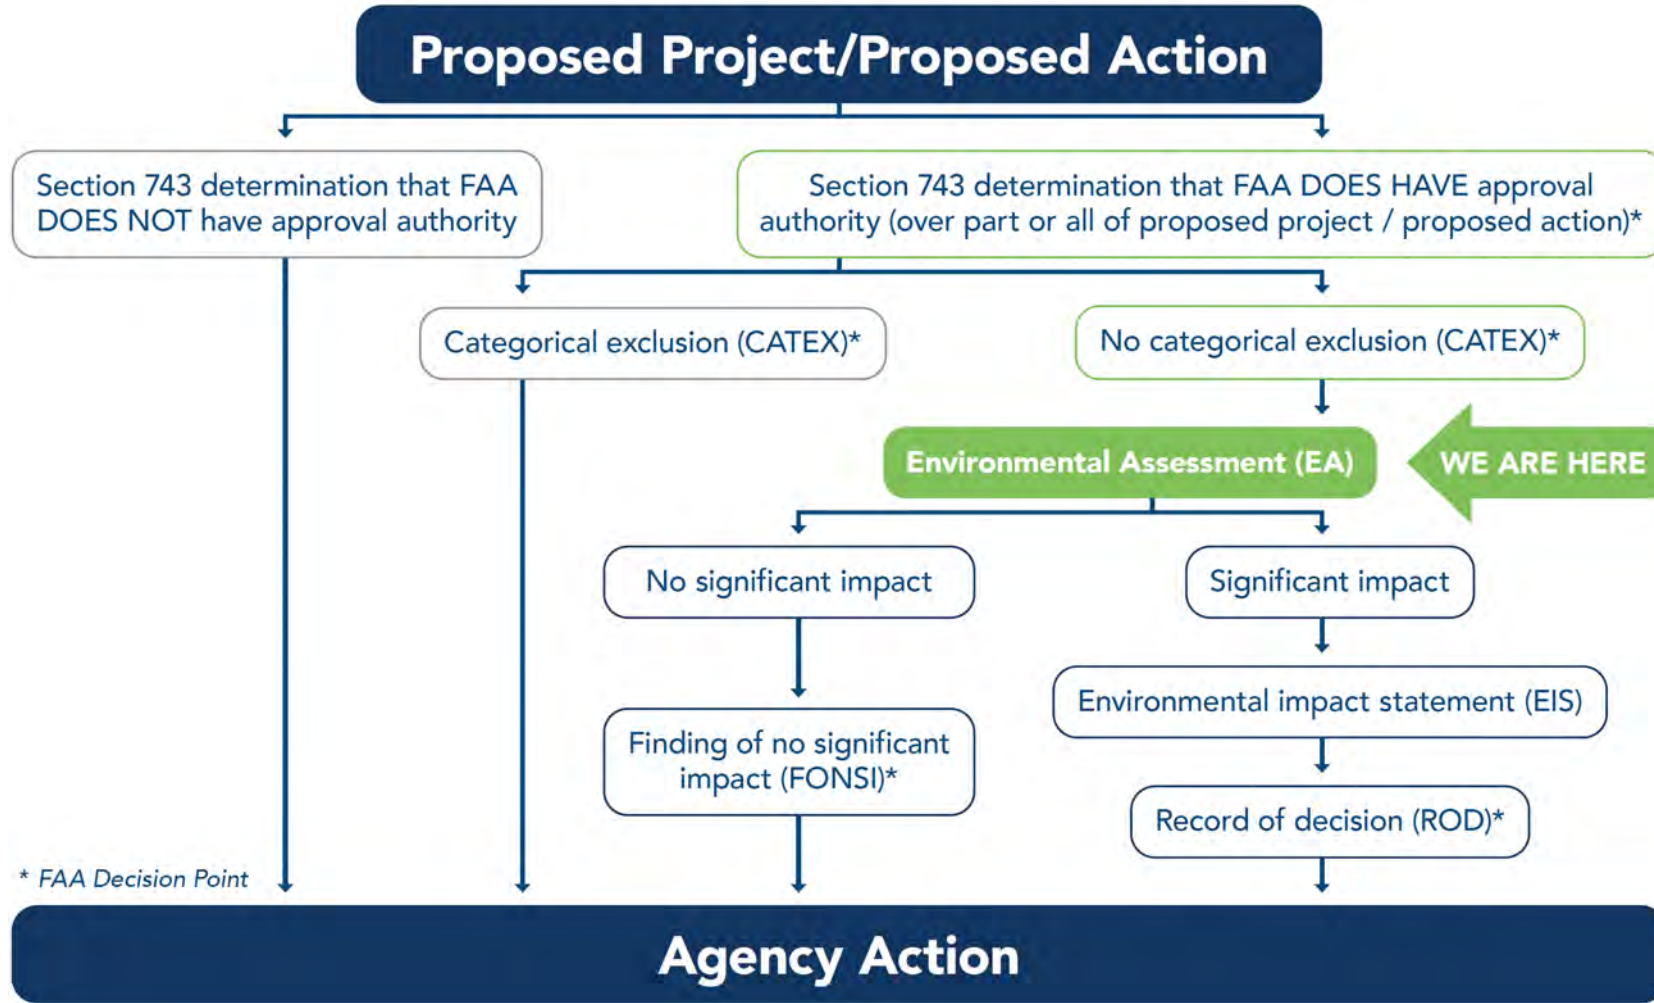 Proposed Project/Proposed Action
Section 743 determination that FAA
DOES NOT have approval authority
Section 743 determination that FAA DOES HAVE approval
authority (over part or all of proposed project / proposed action)*
Categorical exclusion (CATEX)*
No categorical exclusion (CATEX)*
Environmental Assessment (EA)
WE ARE HERE
No significant impact
Significant impact
Environmental impact statement (EIS)
Finding of no significant
impact (FONSI)*
Record of decision (ROD)*
* FAA Decision Point
Agency Action